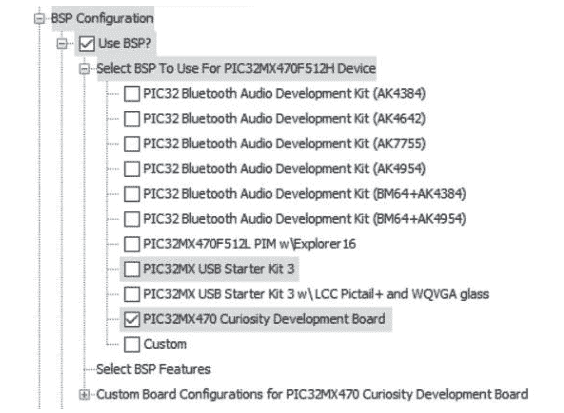 BSP Configuration
Use BSP?
Select BSP To Use For PIC32MX470F512H Device
PIC32 Bluetooth Audio Development Kit (AK4384)
PIC32 Bluetooth Audio Development Kit (AK4642)
PIC32 Bluetooth Audio Development Kit (AK7755)
PIC32 Bluetooth Audio Development Kit (AK4954)
PIC32 Bluetooth Audio Development Kit (BM64+AK4384)
PIC32 Bluetooth Audio Development Kit (BM64+AK4954)
PIC32MX470F512L PIM w\Explorer16
PIC32MX USB Starter Kit 3
PIC32MX USB Starter Kit 3 w\LCC Pictail+ and WQVGA glass
PIC32MX470 Curiosity Development Board
Custom
Select BSP Features
Custom Board Configurations for PIC32MX470 Curiosity Development Board